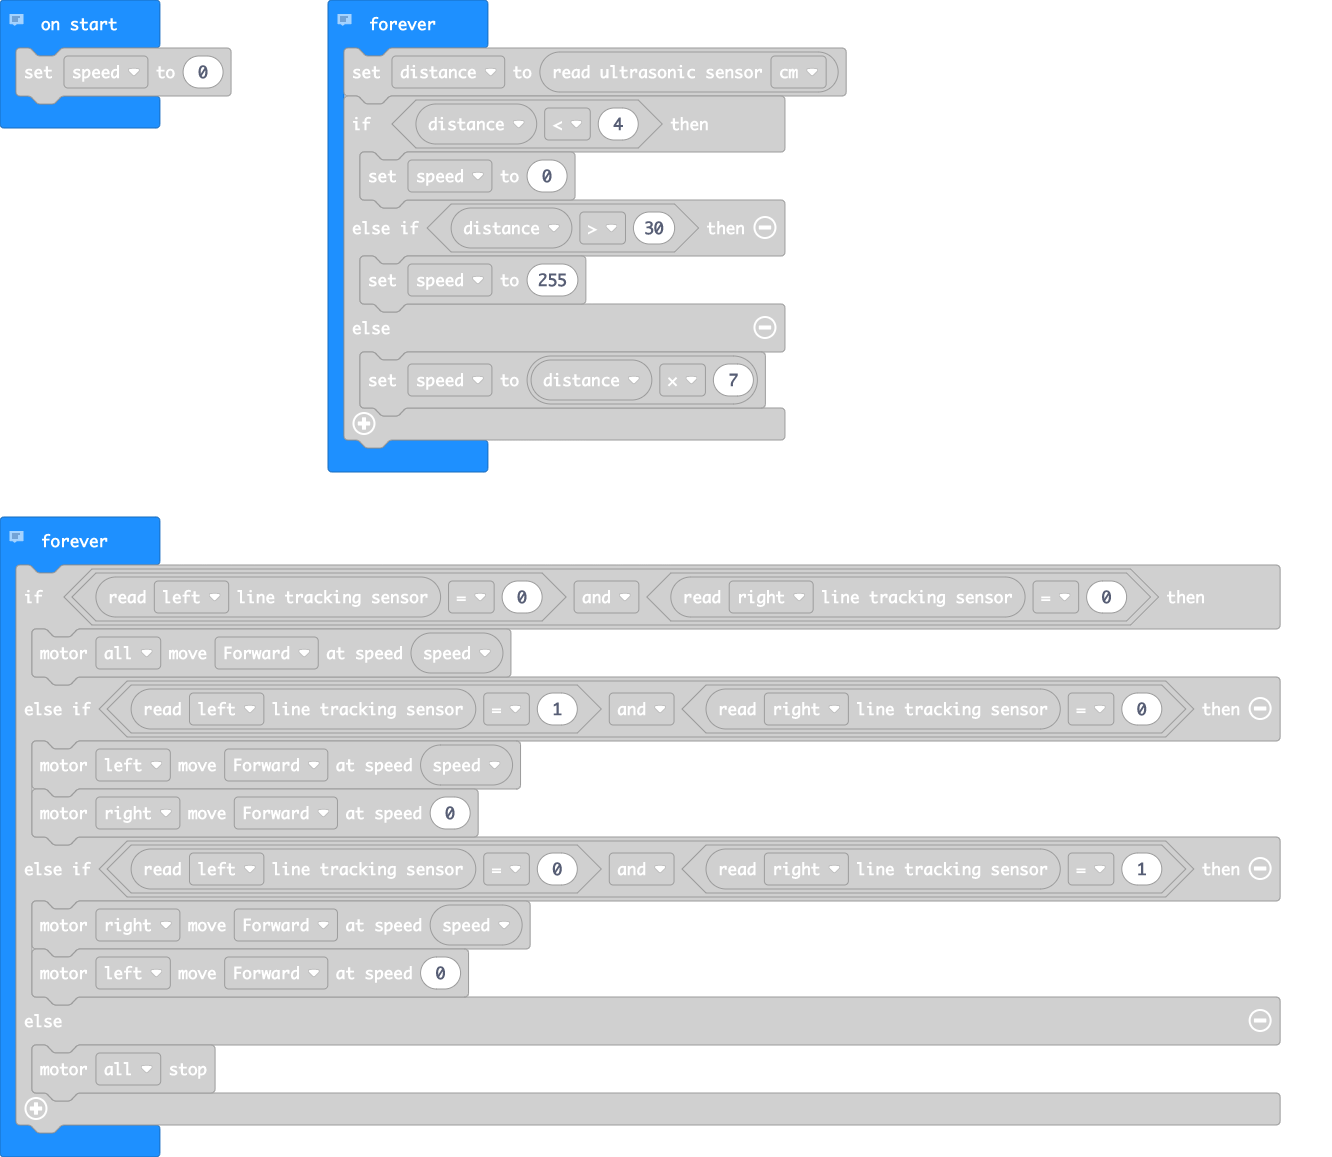 on start
set speed to 0
forever
set distance to read ultrasonic sensor cm
if distance < 4 then
set speed to 0
else if distance > 30 then
set speed to 255
else
set speed to distance × 7
forever
if read left line tracking sensor = 0 and read right line tracking sensor = 0 then
motor all move Forward at speed speed
else if read left line tracking sensor = 1 and read right line tracking sensor = 0 then
motor left move Forward at speed speed
motor right move Forward at speed 0
else if read left line tracking sensor = 0 and read right line tracking sensor = 1 then
motor right move Forward at speed speed
motor left move Forward at speed 0
else
motor all stop